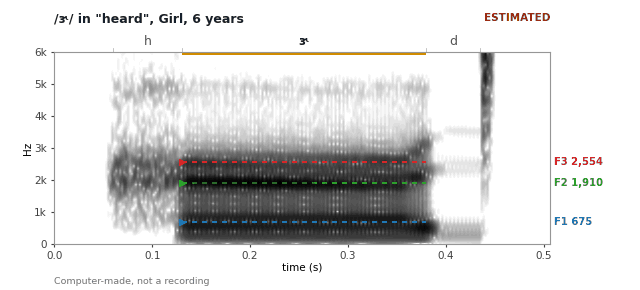 /ɝ/ in "heard", Girl, 6 years
ESTIMATED
h ɝ d
6k
5k
4k
3k
2k
1k
0
Hz
F3 2,554
F2 1,910
F1 675
0.0 0.1 0.2 0.3 0.4 0.5
time (s)
Computer-made, not a recording